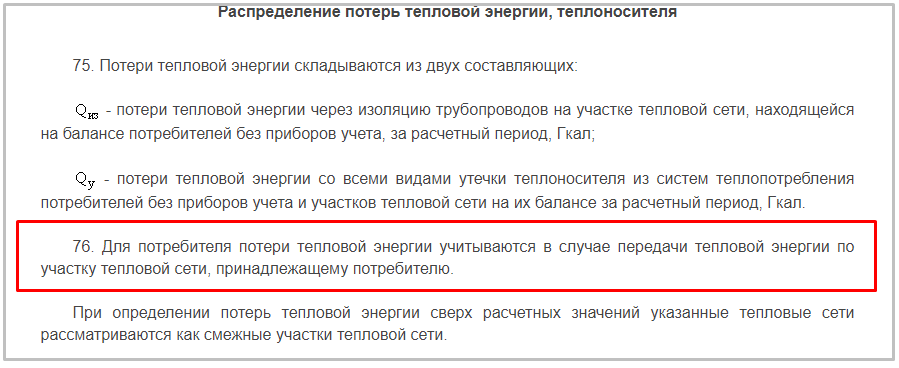 Распределение потерь тепловой энергии, теплоносителя
75. Потери тепловой энергии складываются из двух составляющих:
Qиз - потери тепловой энергии через изоляцию трубопроводов на участке тепловой сети, находящейся
на балансе потребителей без приборов учета, за расчетный период, Гкал;
Qу - потери тепловой энергии со всеми видами утечки теплоносителя из систем теплопотребления
потребителей без приборов учета и участков тепловой сети на их балансе за расчетный период, Гкал.
76. Для потребителя потери тепловой энергии учитываются в случае передачи тепловой энергии по
участку тепловой сети, принадлежащему потребителю.
При определении потерь тепловой энергии сверх расчетных значений указанные тепловые сети
рассматриваются как смежные участки тепловой сети.